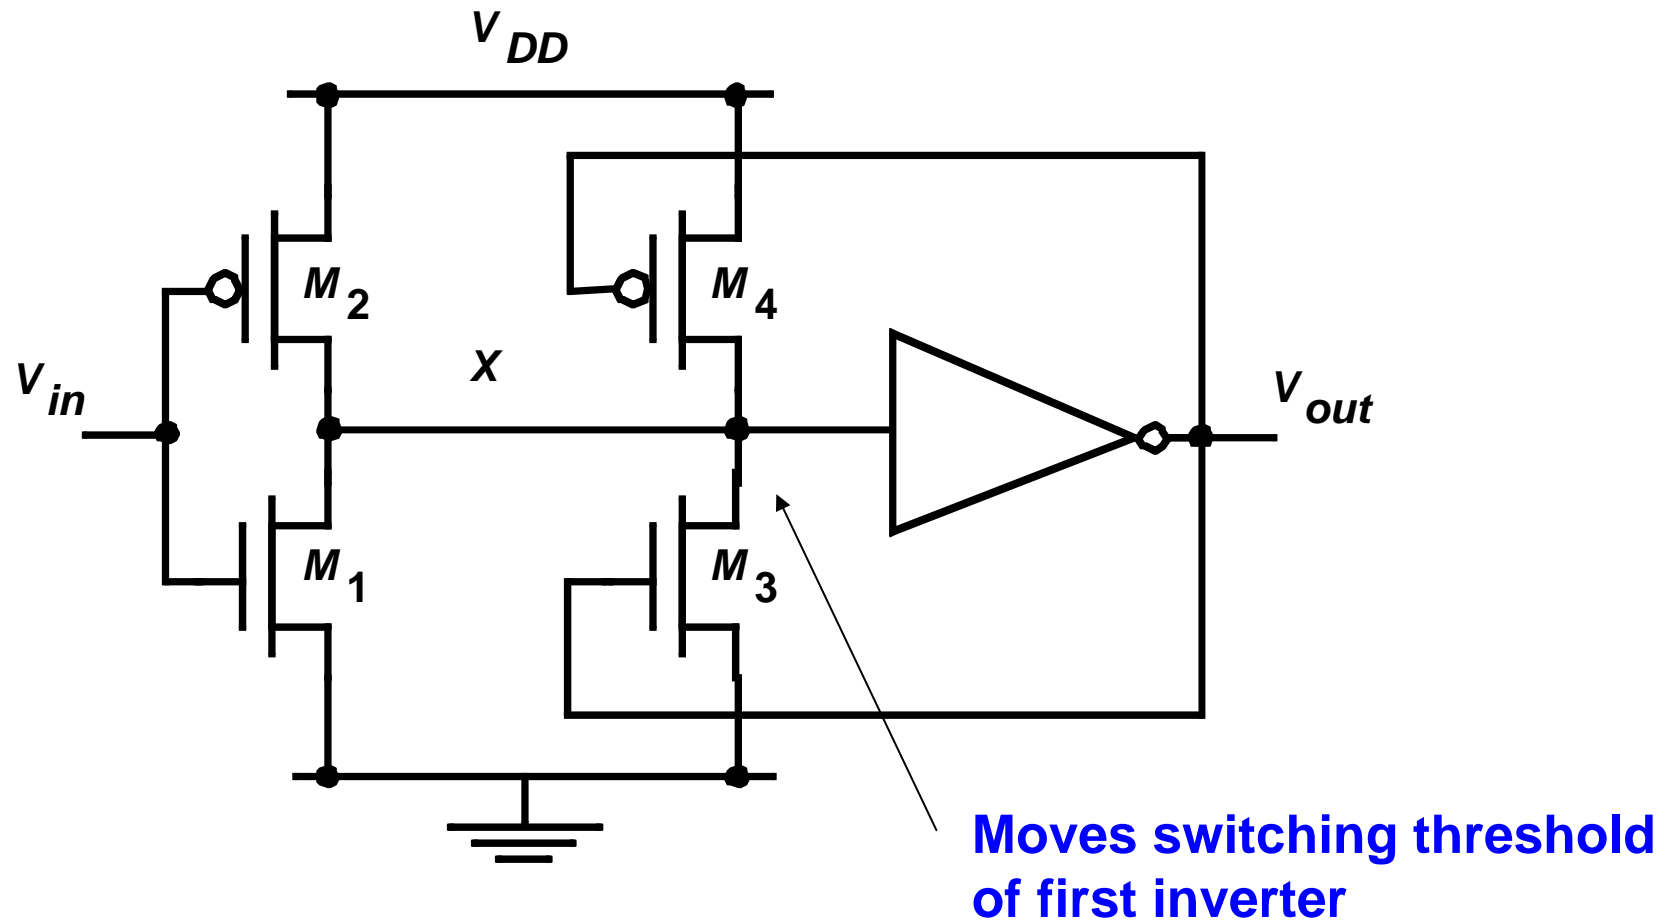 V DD
M 2
M 4
X
V in
V out
M 1
M 3
Moves switching threshold
of first inverter